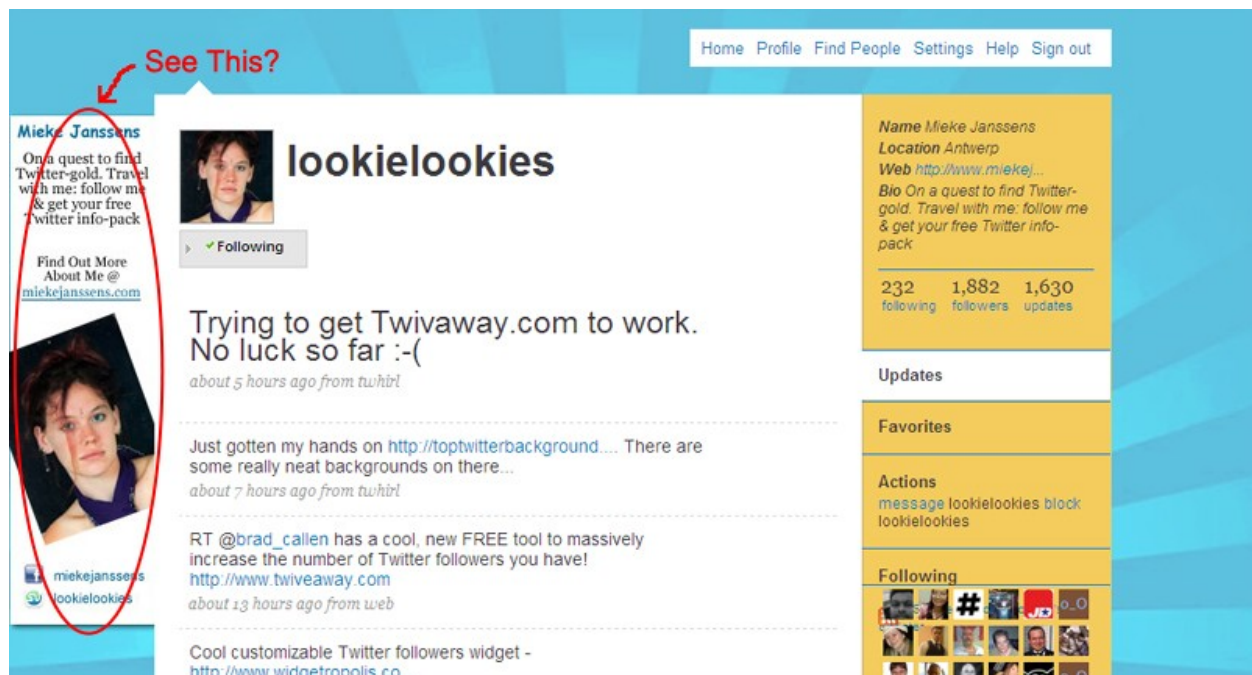 See This?
Home Profile Find People Settings Help Sign out
Mieke Janssens
On a quest to find
Twitter-gold. Travel
with me: follow me
& get your free
Twitter info-pack
Find Out More
About Me @
miekejanssens.com
miekejanssens
lookielookies
lookielookies
Following
Trying to get Twivaway.com to work.
No luck so far :-(
about 5 hours ago from twhirl
Just gotten my hands on http://toptwitterbackground.... There are
some really neat backgrounds on there...
about 7 hours ago from twhirl
RT @brad_callen has a cool, new FREE tool to massively
increase the number of Twitter followers you have!
http://www.twiveaway.com
about 13 hours ago from web
Cool customizable Twitter followers widget -
http://www.widgetropolis.co
Name Mieke Janssens
Location Antwerp
Web http://www.miekej...
Bio On a quest to find Twitter-
gold. Travel with me: follow me
& get your free Twitter info-
pack
232 1,882 1,630
following followers updates
Updates
Favorites
Actions
message lookielookies block
lookielookies
Following
#
JD
o_O